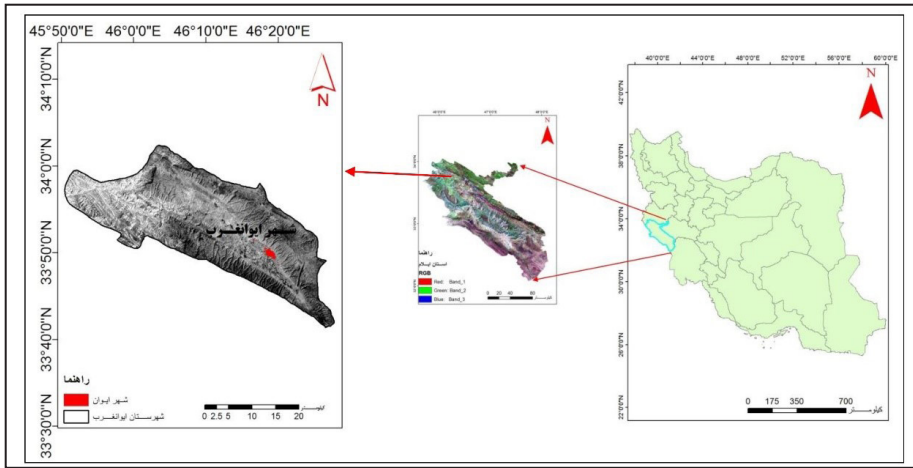 45°50'0"E 46°0'0"E 46°10'0"E 46°20'0"E
34°10'0"N
34°0'0"N
33°50'0"N
33°40'0"N
33°30'0"N
N
شهر ایوانغرب
راهنما
شهر ایوان
شهرستان ایوانغرب
کیلومتر
0 2.5 5 10 15 20
N
راهنما
استان ایلام
RGB
Red: Band_1
Green: Band_2
Blue: Band_3
0 20 40 80
کیلومتر
40°0'0"E 44°0'0"E 48°0'0"E 52°0'0"E 56°0'0"E 60°0'0"E
N
0 175 350 700
کیلومتر